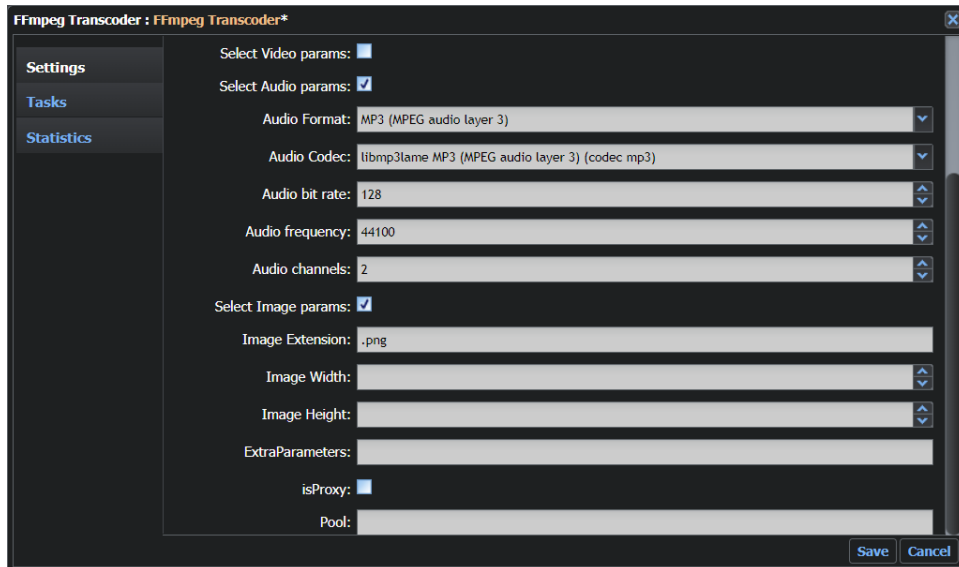 FFmpeg Transcoder : FFmpeg Transcoder*
Settings
Tasks
Statistics
Select Video params:
Select Audio params:
Audio Format: MP3 (MPEG audio layer 3)
Audio Codec: libmp3lame MP3 (MPEG audio layer 3) (codec mp3)
Audio bit rate: 128
Audio frequency: 44100
Audio channels: 2
Select Image params:
Image Extension: .png
Image Width:
Image Height:
ExtraParameters:
isProxy:
Pool:
Save Cancel